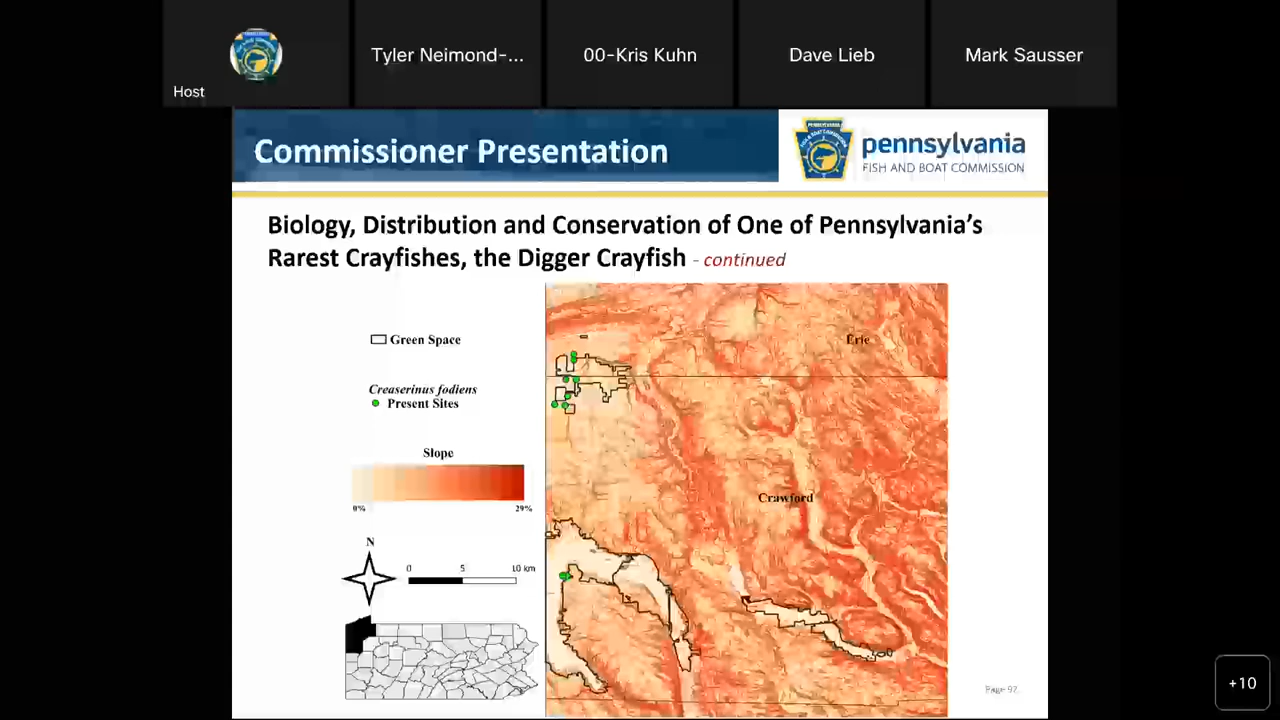 Host
Tyler Neimond-...
00-Kris Kuhn
Dave Lieb
Mark Sausser
Commissioner Presentation
pennsylvania
FISH AND BOAT COMMISSION
Biology, Distribution and Conservation of One of Pennsylvania's
Rarest Crayfishes, the Digger Crayfish - continued
Green Space
Creaserinus fodiens
Present Sites
Slope
0%
29%
N
0
5
10 km
Erie
Crawford
Page 92
+10